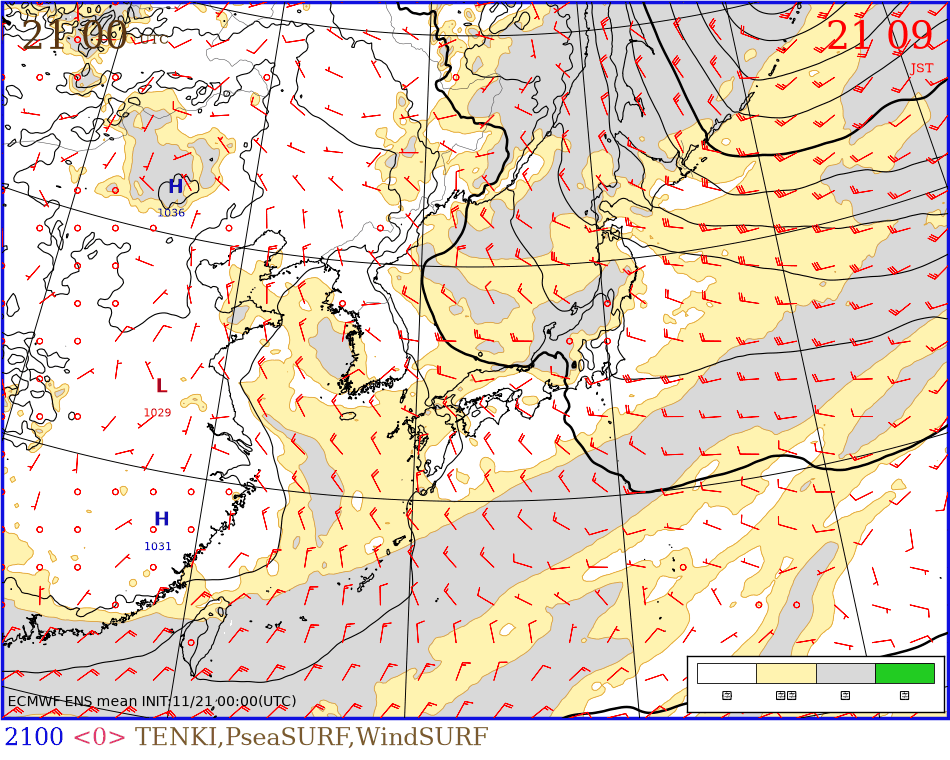 21 00 UTC
21 09
JST
H
1036
L
1029
H
1031
ECMWF ENS mean INIT:11/21 00:00(UTC)
2100 <0> TENKI,PseaSURF,WindSURF